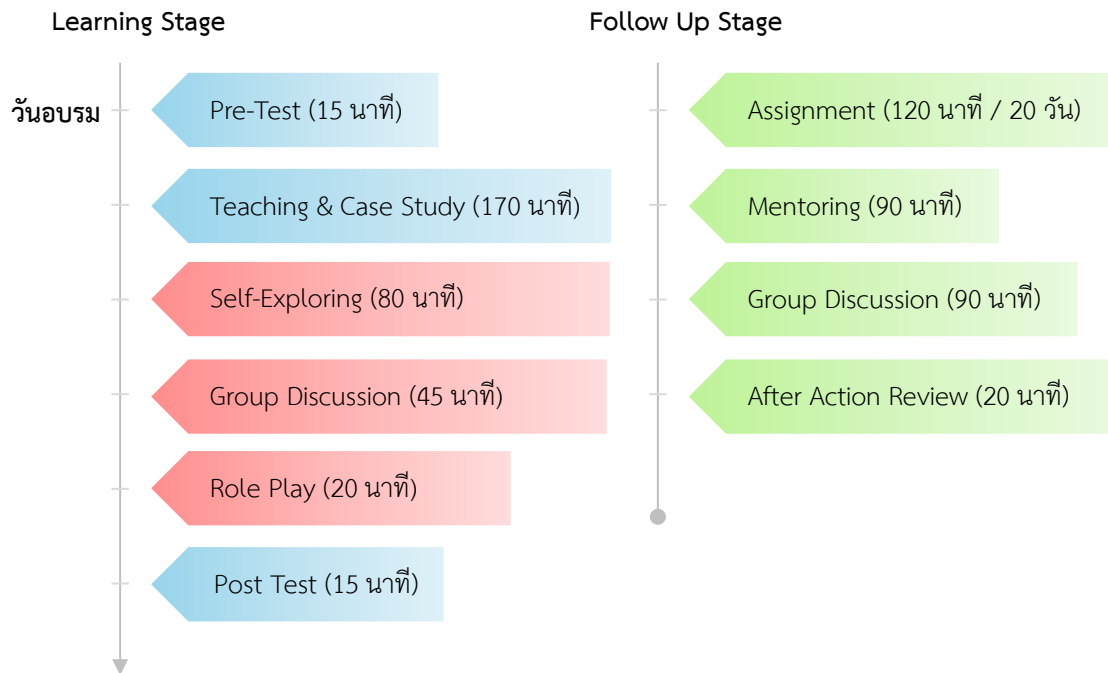 Learning Stage
วันอบรม
Pre-Test (15 นาที)
Teaching & Case Study (170 นาที)
Self-Exploring (80 นาที)
Group Discussion (45 นาที)
Role Play (20 นาที)
Post Test (15 นาที)
Follow Up Stage
Assignment (120 นาที / 20 วัน)
Mentoring (90 นาที)
Group Discussion (90 นาที)
After Action Review (20 นาที)